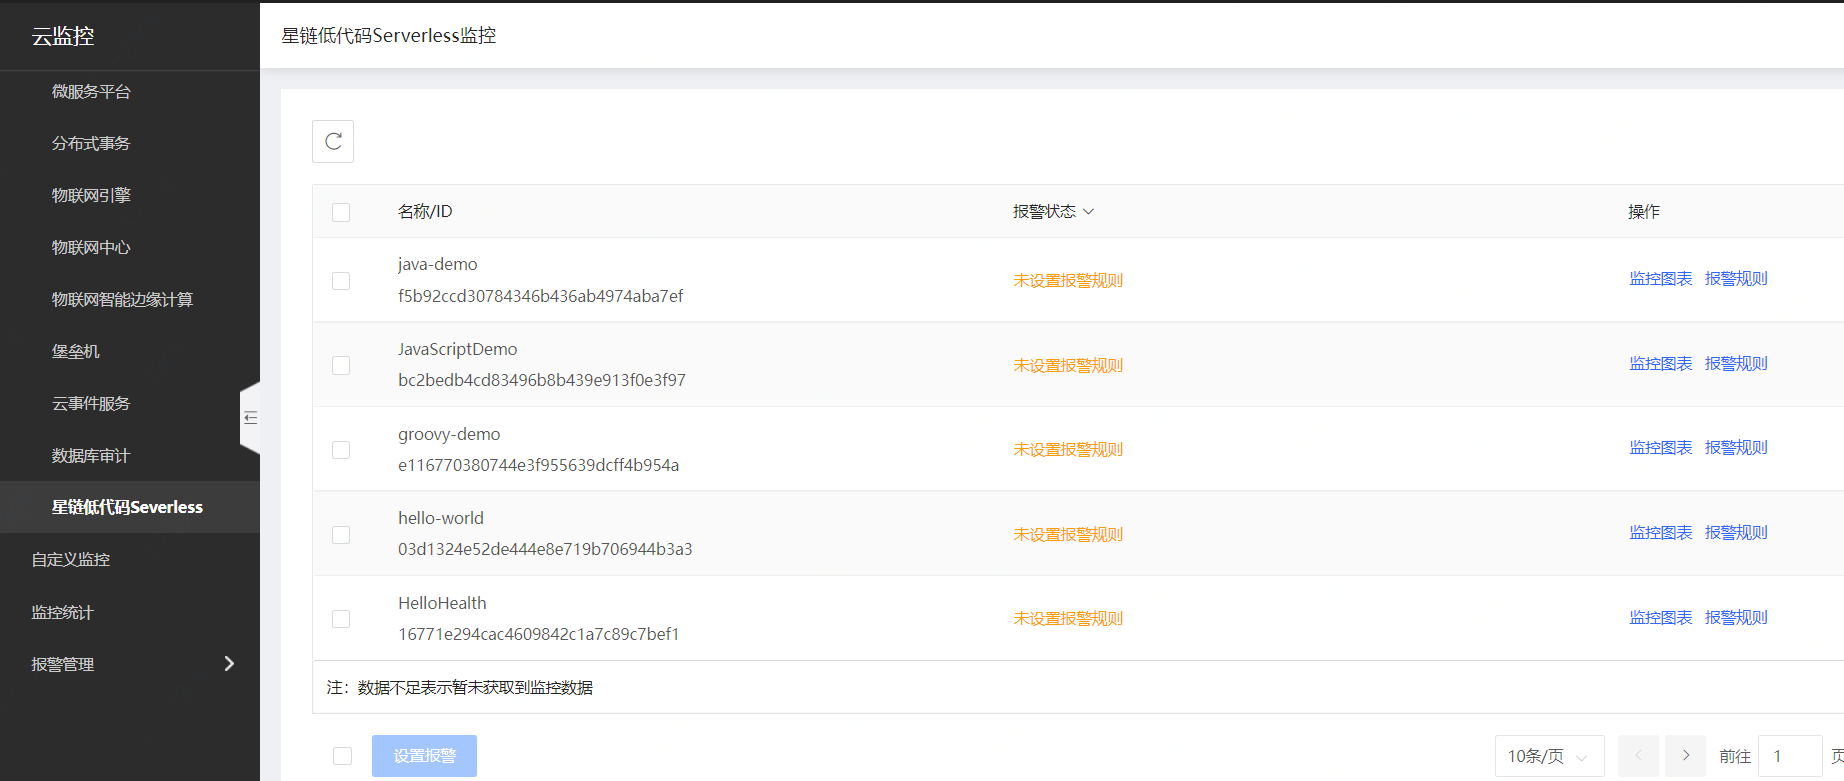 云监控
星链低代码Serverless监控
微服务平台
分布式事务
物联网引擎
物联网中心
物联网智能边缘计算
堡垒机
云事件服务
数据库审计
星链低代码Severless
自定义监控
监控统计
报警管理
名称/ID 报警状态 操作
java-demo
f5b92ccd30784346b436ab4974aba7ef
未设置报警规则 监控图表 报警规则
JavaScriptDemo
bc2bedb4cd83496b8b439e913f0e3f97
未设置报警规则 监控图表 报警规则
groovy-demo
e116770380744e3f955639dcff4b954a
未设置报警规则 监控图表 报警规则
hello-world
03d1324e52de444e8e719b706944b3a3
未设置报警规则 监控图表 报警规则
HelloHealth
16771e294cac4609842c1a7c89c7bef1
未设置报警规则 监控图表 报警规则
注：数据不足表示暂未获取到监控数据
设置报警 10条/页 前往 1 页